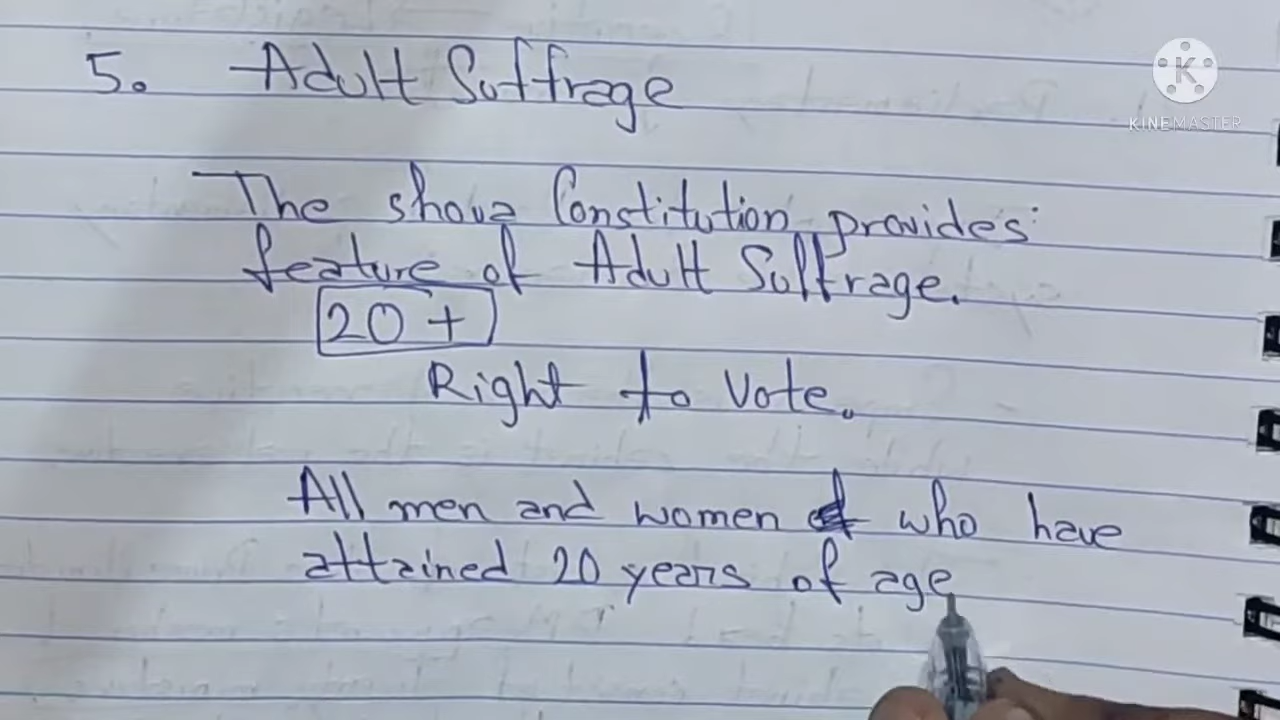 5. Adult Suffrage
KINEMASTER
The showa Constitution provides
feature of Adult Suffrage.
20 +
Right to Vote.
All men and women who have
attained 20 years of age